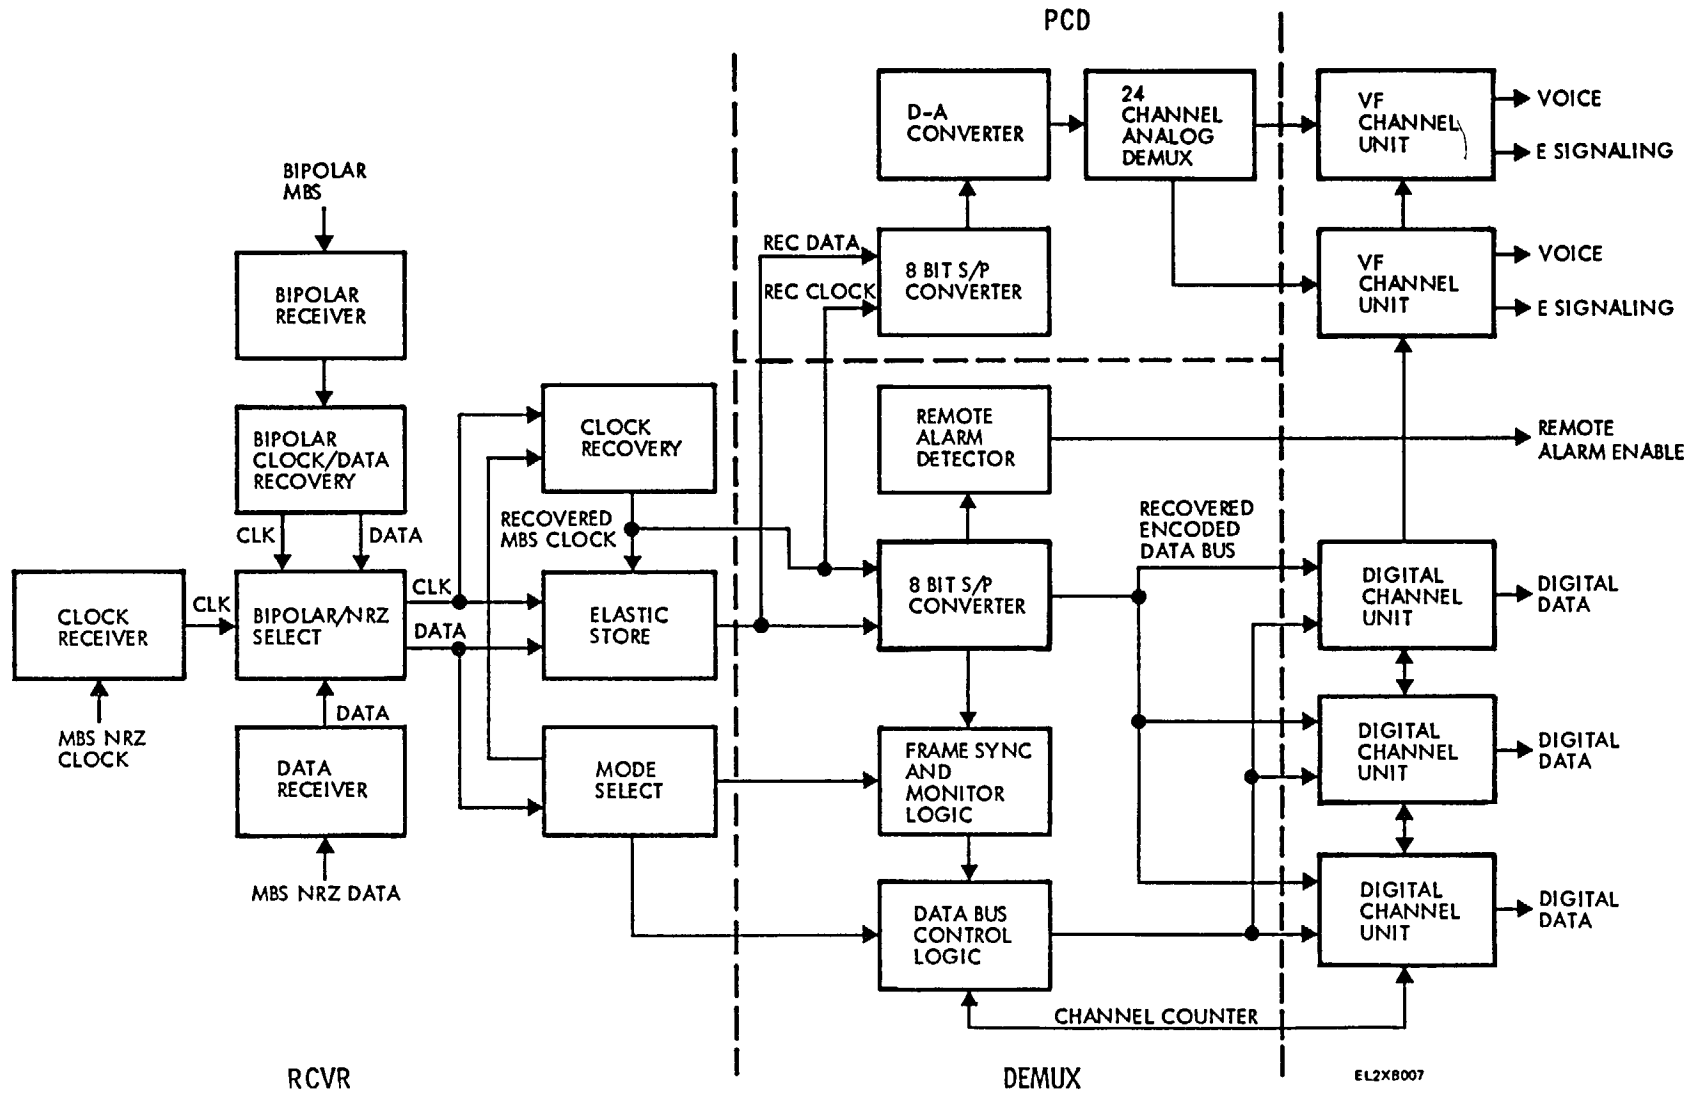 PCD
D-A
CONVERTER
24
CHANNEL
ANALOG
DEMUX
VF
CHANNEL
UNIT
VOICE
E SIGNALING
BIPOLAR
MBS
BIPOLAR
RECEIVER
REC DATA
REC CLOCK
8 BIT S/P
CONVERTER
VF
CHANNEL
UNIT
VOICE
E SIGNALING
BIPOLAR
CLOCK/DATA
RECOVERY
CLK
DATA
CLOCK
RECOVERY
RECOVERED
MBS CLOCK
REMOTE
ALARM
DETECTOR
REMOTE
ALARM ENABLE
RECOVERED
ENCODED
DATA BUS
CLOCK
RECEIVER
CLK
BIPOLAR/NRZ
SELECT
CLK
DATA
ELASTIC
STORE
8 BIT S/P
CONVERTER
DIGITAL
CHANNEL
UNIT
DIGITAL
DATA
MBS NRZ
CLOCK
DATA
DATA
RECEIVER
MBS NRZ DATA
MODE
SELECT
FRAME SYNC
AND
MONITOR
LOGIC
DIGITAL
CHANNEL
UNIT
DIGITAL
DATA
DATA BUS
CONTROL
LOGIC
DIGITAL
CHANNEL
UNIT
DIGITAL
DATA
CHANNEL COUNTER
RCVR
DEMUX
EL2XB007